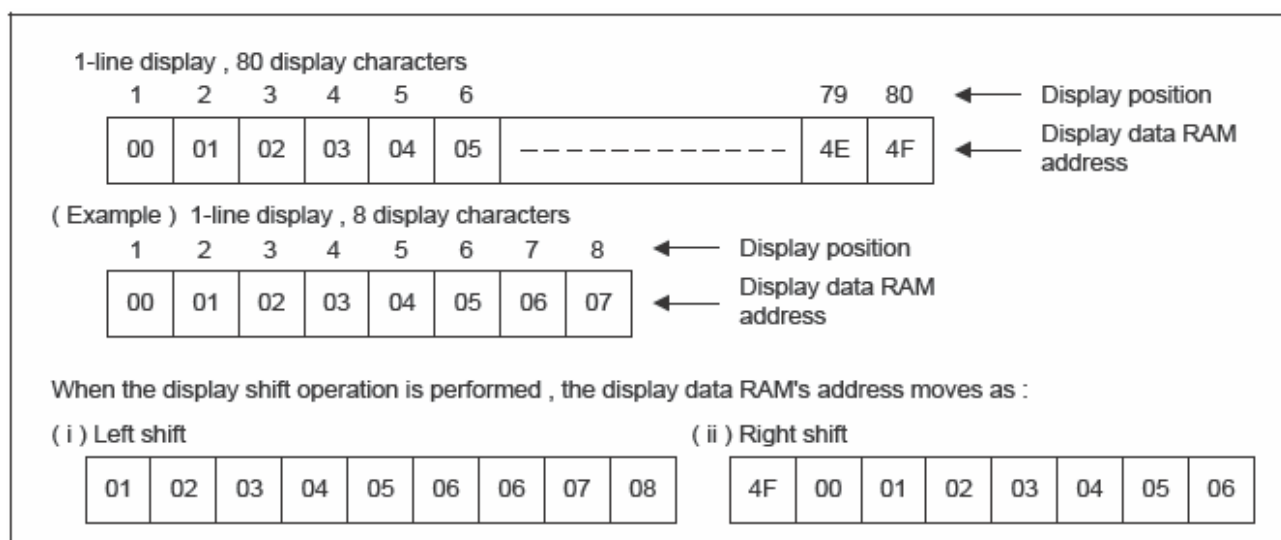 1-line display , 80 display characters
1 2 3 4 5 6 79 80 Display position
00 01 02 03 04 05 4E 4F Display data RAM
address
( Example ) 1-line display , 8 display characters
1 2 3 4 5 6 7 8 Display position
00 01 02 03 04 05 06 07 Display data RAM
address
When the display shift operation is performed , the display data RAM's address moves as :
( i ) Left shift ( ii ) Right shift
01 02 03 04 05 06 06 07 08 4F 00 01 02 03 04 05 06